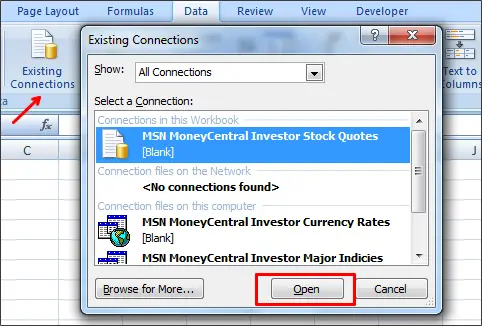 Page Layout Formulas Data Review View Developer
Existing Connections
Existing
Connections
Show: All Connections
Select a Connection:
Connections in this Workbook
MSN MoneyCentral Investor Stock Quotes
[Blank]
Connection files on the Network
<No connections found>
Connection files on this computer
MSN MoneyCentral Investor Currency Rates
[Blank]
MSN MoneyCentral Investor Major Indicies
Browse for More... Open Cancel
Text to
olumns
ta
fx
C
J